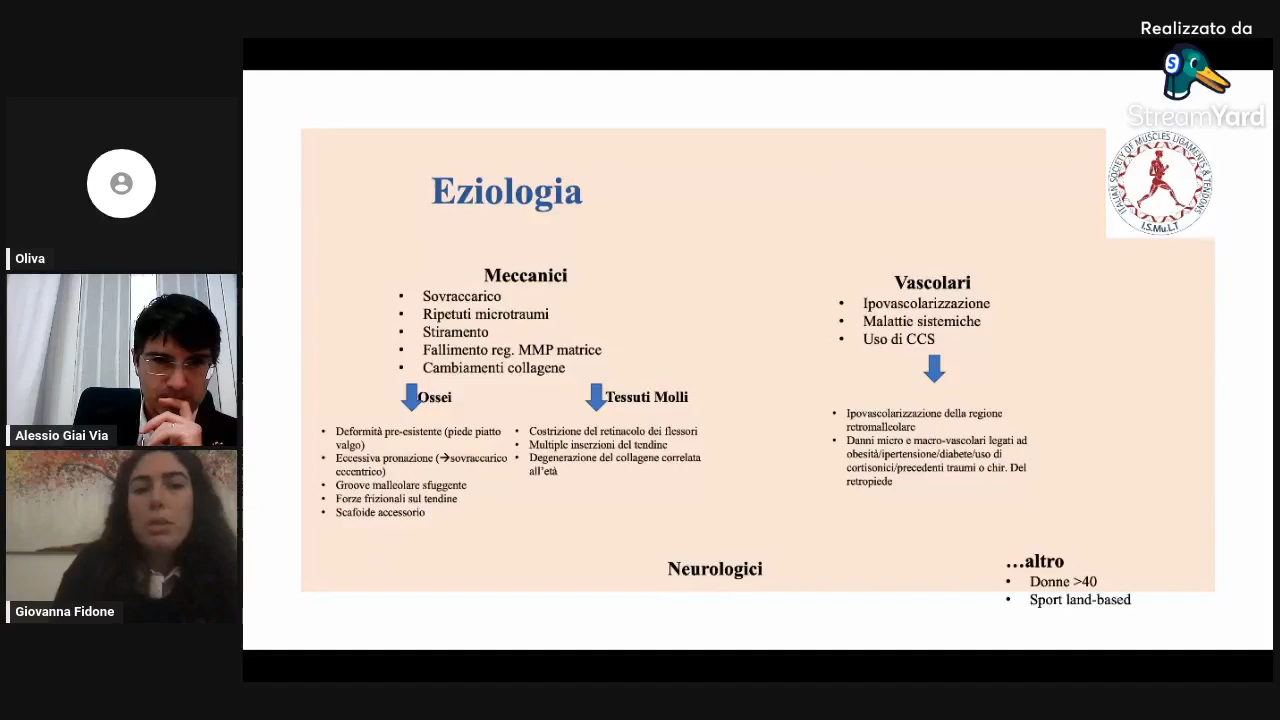 Realizzato da
S
StreamYard
ITALIAN SOCIETY OF MUSCLES LIGAMENTS & TENDONS
I.S.Mu.L.T
Eziologia
Meccanici
• Sovraccarico
• Ripetuti microtraumi
• Stiramento
• Fallimento reg. MMP matrice
• Cambiamenti collagene
Ossei
• Deformità pre-esistente (piede piatto
valgo)
• Eccessiva pronazione (→sovraccarico
eccentrico)
• Groove malleolare sfuggente
• Forze frizionali sul tendine
• Scafoide accessorio
Tessuti Molli
• Costrizione del retinacolo dei flessori
• Multiple inserzioni del tendine
• Degenerazione del collagene correlata
all'età
Vascolari
• Ipovascolarizzazione
• Malattie sistemiche
• Uso di CCS
• Ipovascolarizzazione della regione
retromalleolare
• Danni micro e macro-vascolari legati ad
obesità/ipertensione/diabete/uso di
cortisonici/precedenti traumi o chir. Del
retropiede
Neurologici
...altro
• Donne >40
• Sport land-based
Oliva
Alessio Giai Via
Giovanna Fidone